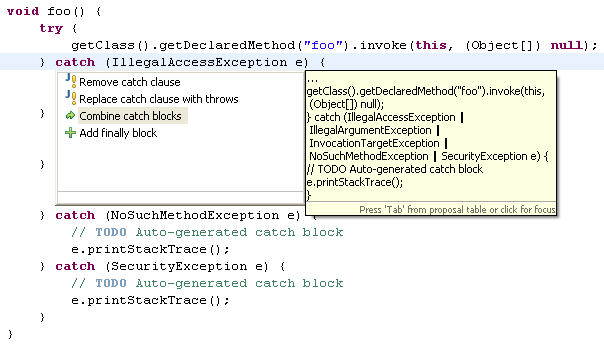 void foo() {
try {
getClass().getDeclaredMethod("foo").invoke(this, (Object[]) null);
} catch (IllegalAccessException e) {
Remove catch clause
Replace catch clause with throws
Combine catch blocks
Add finally block
...
getClass().getDeclaredMethod("foo").invoke(this,
(Object[]) null);
} catch (IllegalAccessException |
IllegalArgumentException |
InvocationTargetException |
NoSuchMethodException | SecurityException e) {
// TODO Auto-generated catch block
e.printStackTrace();
}
Press 'Tab' from proposal table or click for focus
}
}
} catch (NoSuchMethodException e) {
// TODO Auto-generated catch block
e.printStackTrace();
} catch (SecurityException e) {
// TODO Auto-generated catch block
e.printStackTrace();
}
}